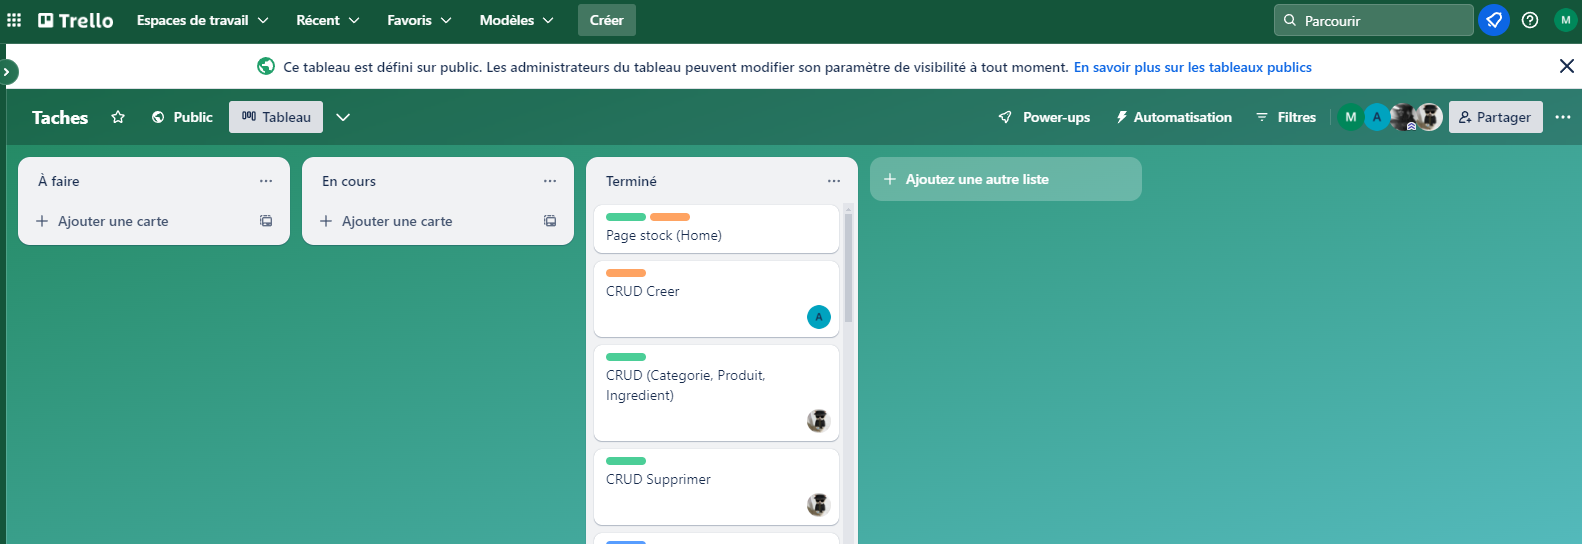 Trello Espaces de travail Récent Favoris Modèles Créer Parcourir M
Ce tableau est défini sur public. Les administrateurs du tableau peuvent modifier son paramètre de visibilité à tout moment. En savoir plus sur les tableaux publics
Taches Public Tableau Power-ups Automatisation Filtres M A Partager
À faire
Ajouter une carte
En cours
Ajouter une carte
Terminé
Page stock (Home)
CRUD Creer
A
CRUD (Categorie, Produit,
Ingredient)
CRUD Supprimer
Ajoutez une autre liste